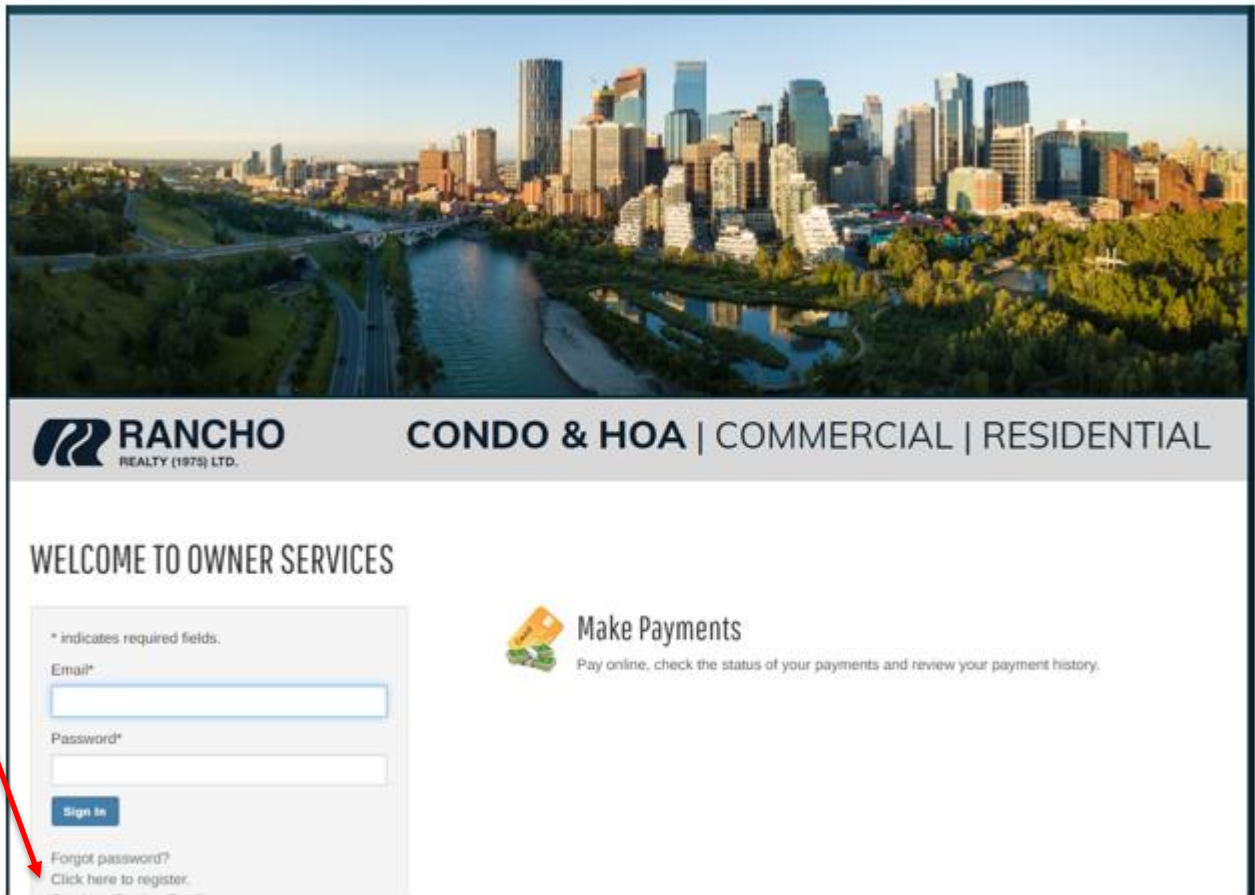 RANCHO
REALTY (1975) LTD.
CONDO & HOA | COMMERCIAL | RESIDENTIAL
WELCOME TO OWNER SERVICES
* indicates required fields.
Email*
Password*
Sign In
Forgot password?
Click here to register.
Make Payments
Pay online, check the status of your payments and review your payment history.